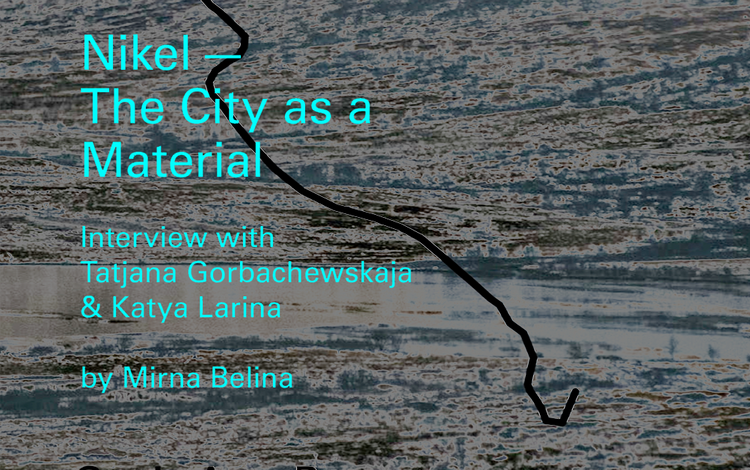 Nikel —
The City as a
Material
Interview with
Tatjana Gorbachewskaja
& Katya Larina
by Mirna Belina